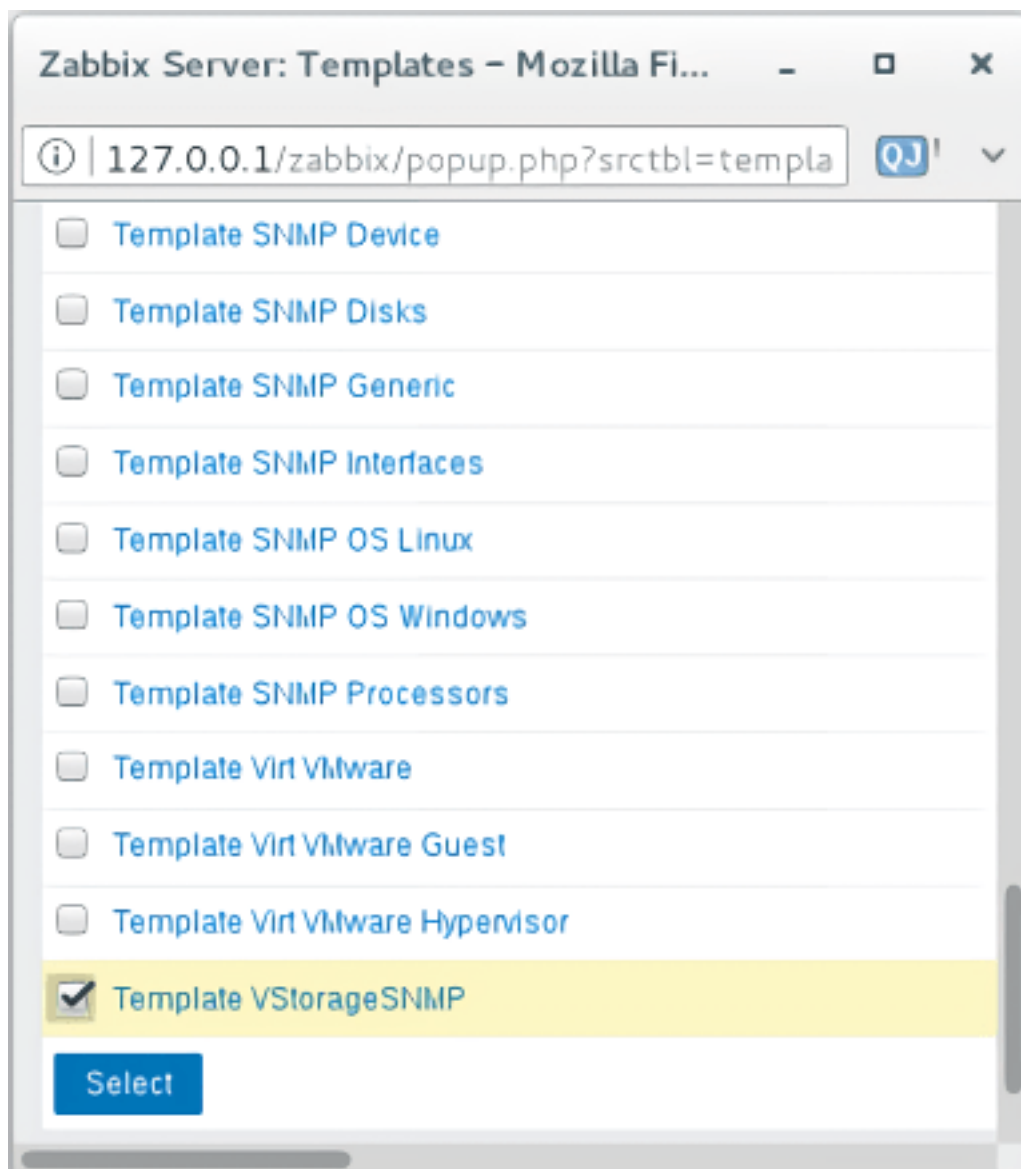 Zabbix Server: Templates – Mozilla Fi...
127.0.0.1/zabbix/popup.php?srctbl=templa
Template SNMP Device
Template SNMP Disks
Template SNMP Generic
Template SNMP Interfaces
Template SNMP OS Linux
Template SNMP OS Windows
Template SNMP Processors
Template Virt VMware
Template Virt VMware Guest
Template Virt VMware Hypervisor
Template VStorageSNMP
Select